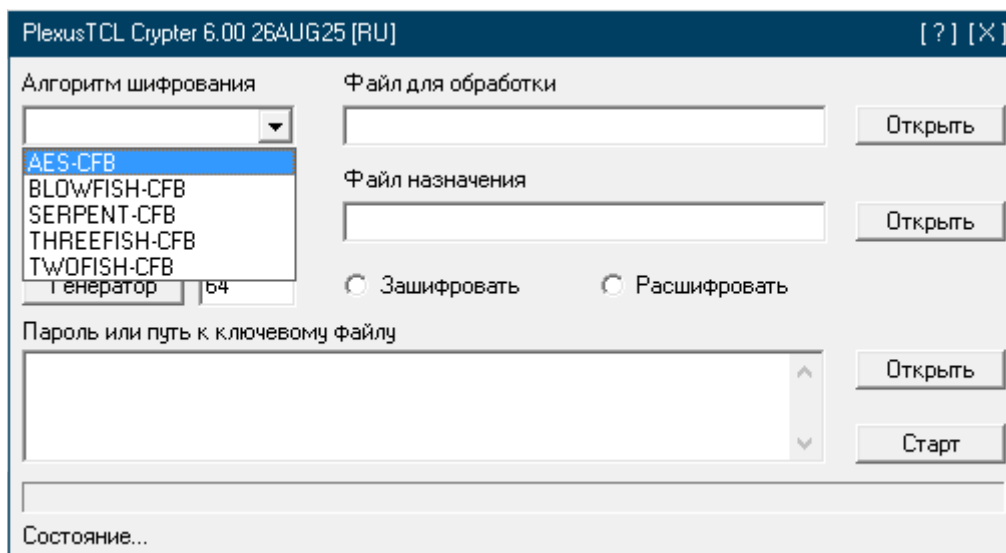 PlexusTCL Crypter 6.00 26AUG25 [RU] [?] [X]
Алгоритм шифрования
Файл для обработки
Открыть
AES-CFB
BLOWFISH-CFB
SERPENT-CFB
THREEFISH-CFB
TWOFISH-CFB
Файл назначения
Открыть
Генератор 64
Зашифровать Расшифровать
Пароль или путь к ключевому файлу
Открыть
Старт
Состояние...